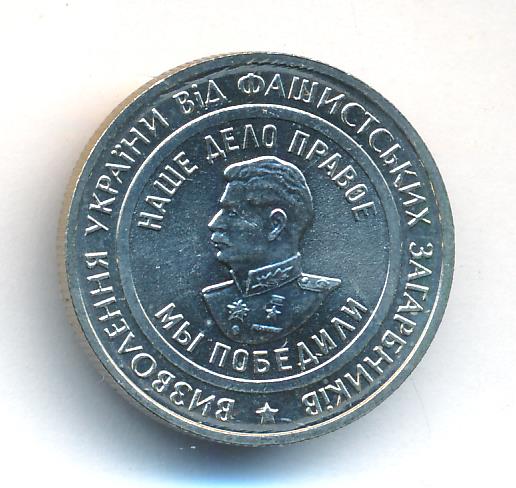 ВИЗВОЛЕННЯ УКРАЇНИ ВіД ФАШИСТСЬКИХ ЗАГАРБНИКІВ
НАШЕ ДЕЛО ПРАВОЕ
МЫ ПОБЕДИЛИ